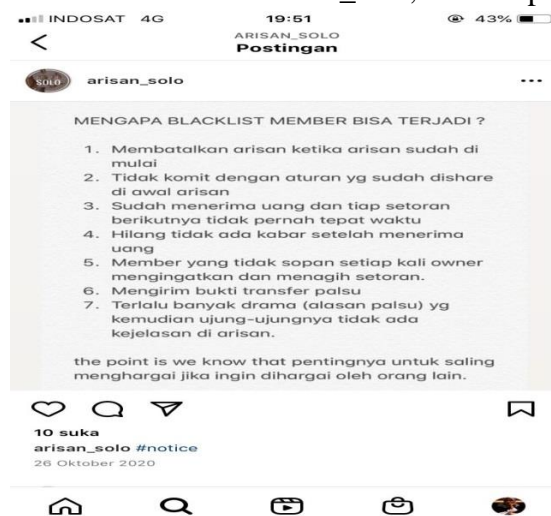 INDOSAT 4G 19:51 43%
ARISAN_SOLO
Postingan
SOLO arisan_solo
MENGAPA BLACKLIST MEMBER BISA TERJADI ?
1. Membatalkan arisan ketika arisan sudah di
mulai
2. Tidak komit dengan aturan yg sudah dishare
di awal arisan
3. Sudah menerima uang dan tiap setoran
berikutnya tidak pernah tepat waktu
4. Hilang tidak ada kabar setelah menerima
uang
5. Member yang tidak sopan setiap kali owner
mengingatkan dan menagih setoran.
6. Mengirim bukti transfer palsu
7. Terlalu banyak drama (alasan palsu) yg
kemudian ujung-ujungnya tidak ada
kejelasan di arisan.
the point is we know that pentingnya untuk saling
menghargai jika ingin dihargai oleh orang lain.
10 suka
arisan_solo #notice
26 Oktober 2020